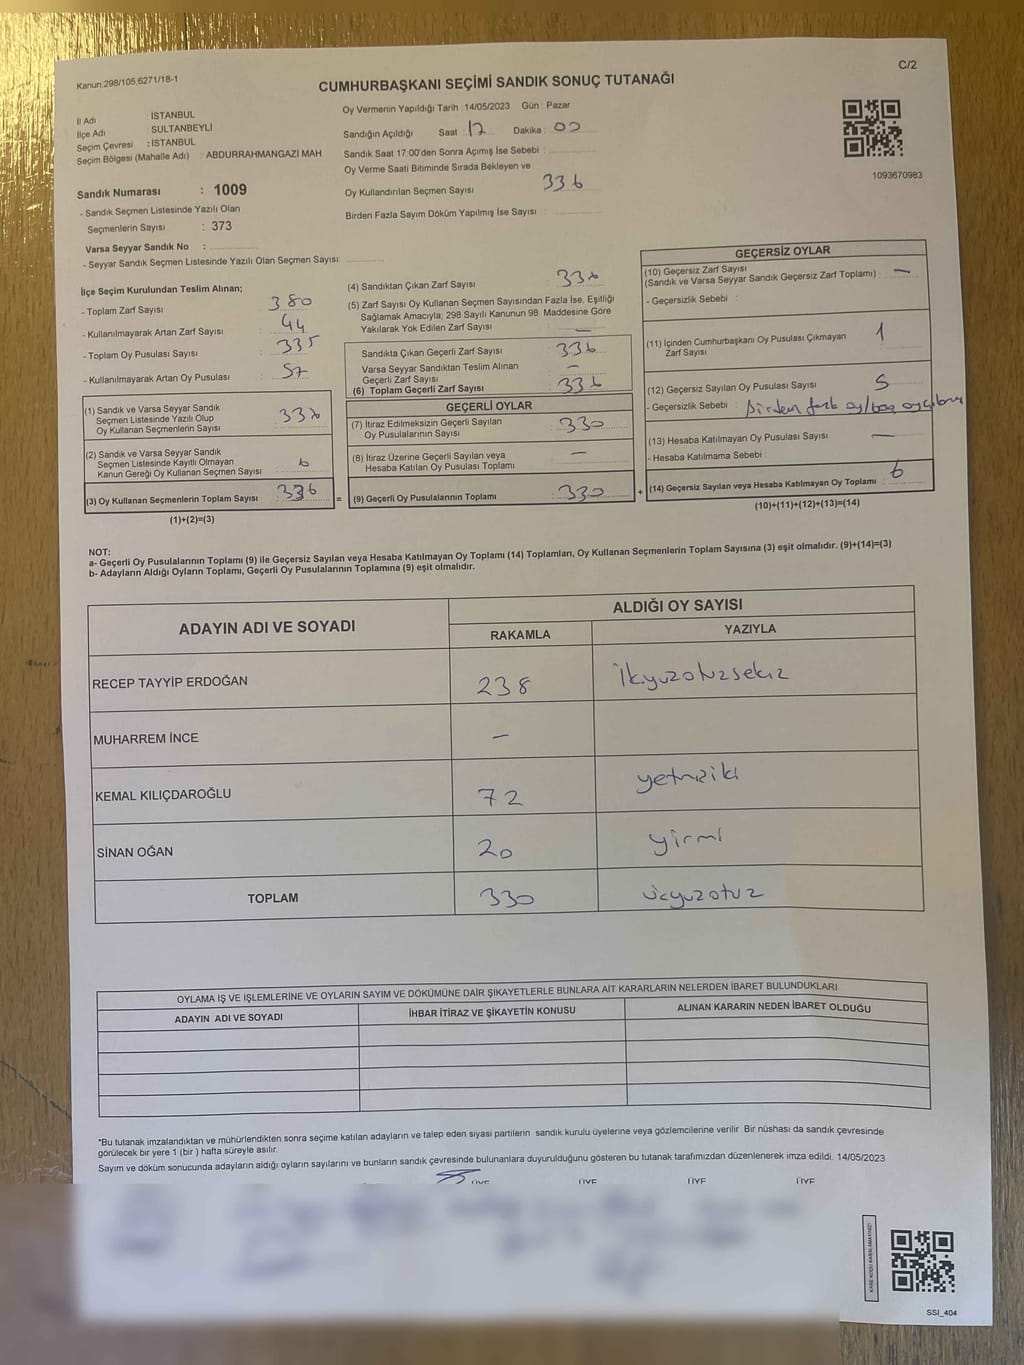 Kanun:298/105;6271/18-1
C/2
CUMHURBAŞKANI SEÇİMİ SANDIK SONUÇ TUTANAĞI
İl Adı : İSTANBUL
İlçe Adı : SULTANBEYLİ
Seçim Çevresi : İSTANBUL
Seçim Bölgesi (Mahalle Adı) : ABDURRAHMANGAZİ MAH
Sandık Numarası : 1009
- Sandık Seçmen Listesinde Yazılı Olan
Seçmenlerin Sayısı : 373
Varsa Seyyar Sandık No :
- Seyyar Sandık Seçmen Listesinde Yazılı Olan Seçmen Sayısı:
Oy Vermenin Yapıldığı Tarih :14/05/2023 Gün : Pazar
Sandığın Açıldığı Saat 17 Dakika : 00
Sandık Saat 17:00'den Sonra Açımış İse Sebebi :
Oy Verme Saati Bitiminde Sırada Bekleyen ve
Oy Kullandırılan Seçmen Sayısı 336
Birden Fazla Sayım Döküm Yapılmış İse Sayısı :
1093670983
İlçe Seçim Kurulundan Teslim Alınan;
- Toplam Zarf Sayısı : 380
- Kullanılmayarak Artan Zarf Sayısı : 44
- Toplam Oy Pusulası Sayısı : 335
- Kullanılmayarak Artan Oy Pusulası : 57
(1) Sandık ve Varsa Seyyar Sandık
Seçmen Listesinde Yazılı Olup
Oy Kullanan Seçmenlerin Sayısı :
(2) Sandık ve Varsa Seyyar Sandık
Seçmen Listesinde Kayıtlı Olmayan
Kanun Gereği Oy Kullanan Seçmen Sayısı : 6
(3) Oy Kullanan Seçmenlerin Toplam Sayısı : 336
(1)+(2)=(3)
=
(4) Sandıktan Çıkan Zarf Sayısı : 336
(5) Zarf Sayısı Oy Kullanan Seçmen Sayısından Fazla İse, Eşitliği
Sağlamak Amacıyla; 298 Sayılı Kanunun 98. Maddesine Göre
Yakılarak Yok Edilen Zarf Sayısı : —
Sandıkta Çıkan Geçerli Zarf Sayısı : 336
Varsa Seyyar Sandıktan Teslim Alınan
Geçerli Zarf Sayısı : —
(6) Toplam Geçerli Zarf Sayısı : 336
GEÇERLİ OYLAR
(7) İtiraz Edilmeksizin Geçerli Sayılan
Oy Pusulalarının Sayısı : 330
(8) İtiraz Üzerine Geçerli Sayılan veya
Hesaba Katılan Oy Pusulası Toplamı : —
(9) Geçerli Oy Pusulalarının Toplamı : 330
+
GEÇERSİZ OYLAR
(10) Geçersiz Zarf Sayısı
(Sandık ve Varsa Seyyar Sandık Geçersiz Zarf Toplamı) : —
- Geçersizlik Sebebi :
(11) İçinden Cumhurbaşkanı Oy Pusulası Çıkmayan
Zarf Sayısı : 1
(12) Geçersiz Sayılan Oy Pusulası Sayısı : 5
- Geçersizlik Sebebi : birden fazla oy/boş oy
(13) Hesaba Katılmayan Oy Pusulası Sayısı : —
- Hesaba Katılmama Sebebi :
(14) Geçersiz Sayılan veya Hesaba Katılmayan Oy Toplamı : 6
(10)+(11)+(12)+(13)=(14)
NOT:
a- Geçerli Oy Pusulalarının Toplamı (9) ile Geçersiz Sayılan veya Hesaba Katılmayan Oy Toplamı (14) Toplamları, Oy Kullanan Seçmenlerin Toplam Sayısına (3) eşit olmalıdır. (9)+(14)=(3)
b- Adayların Aldığı Oyların Toplamı, Geçerli Oy Pusulalarının Toplamına (9) eşit olmalıdır.
ADAYIN ADI VE SOYADI
ALDIĞI OY SAYISI
RAKAMLA YAZIYLA
RECEP TAYYİP ERDOĞAN 238 ikiyuzotuzsekiz
MUHARREM İNCE —
KEMAL KILIÇDAROĞLU 72 yetmişiki
SİNAN OĞAN 20 yirmi
TOPLAM 330 üçyuzotuz
OYLAMA İŞ VE İŞLEMLERİNE VE OYLARIN SAYIM VE DÖKÜMÜNE DAİR ŞİKAYETLERLE BUNLARA AİT KARARLARIN NELERDEN İBARET BULUNDUKLARI
ADAYIN ADI VE SOYADI İHBAR İTİRAZ VE ŞİKAYETİN KONUSU ALINAN KARARIN NEDEN İBARET OLDUĞU
*Bu tutanak imzalandıktan ve mühürlendikten sonra seçime katılan adayların ve talep eden siyasi partilerin sandık kurulu üyelerine veya gözlemcilerine verilir Bir nüshası da sandık çevresinde
görülecek bir yere 1 (bir ) hafta süreyle asılır.
Sayım ve döküm sonucunda adayların aldığı oyların sayılarını ve bunların sandık çevresinde bulunanlara duyurulduğunu gösteren bu tutanak tarafımızdan düzenlenerek imza edildi. 14/05/2023
ÜYE ÜYE ÜYE ÜYE
SSI_404